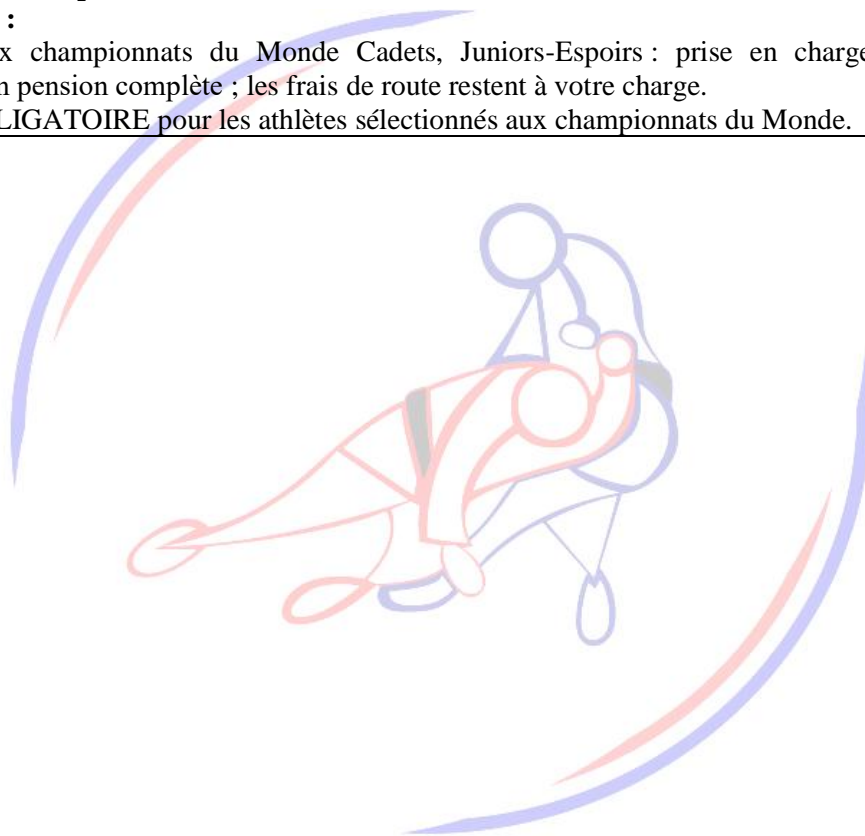 :
x championnats du Monde Cadets, Juniors-Espoirs : prise en charge
n pension complète ; les frais de route restent à votre charge.
LIGATOIRE pour les athlètes sélectionnés aux championnats du Monde.